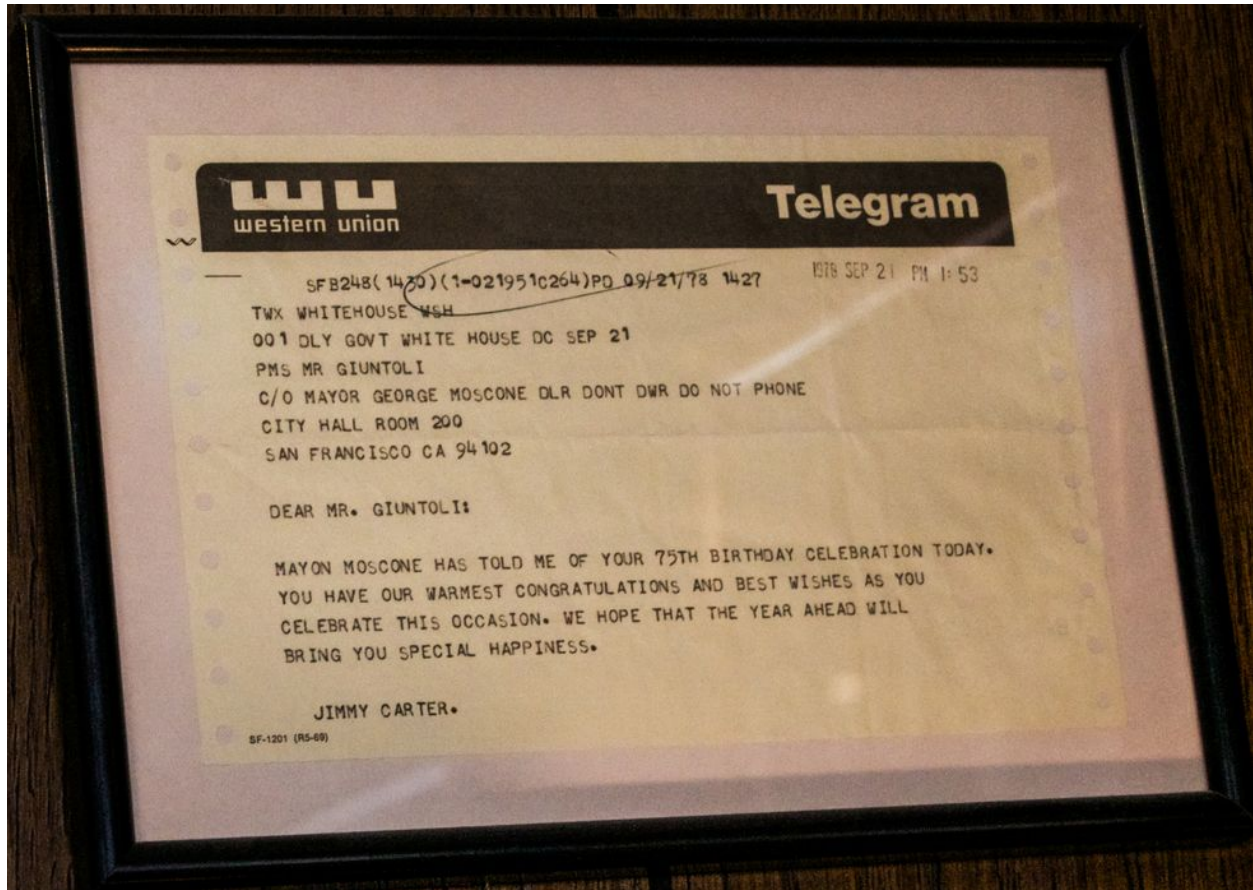 WU
western union
Telegram
SFB248(1430)(1-021951C264)PD 09/21/78 1427
1978 SEP 21 PM 1:53
TWX WHITEHOUSE WSH
001 DLY GOVT WHITE HOUSE DC SEP 21
PMS MR GIUNTOLI
C/O MAYOR GEORGE MOSCONE DLR DONT DWR DO NOT PHONE
CITY HALL ROOM 200
SAN FRANCISCO CA 94102
DEAR MR. GIUNTOLI:
MAYON MOSCONE HAS TOLD ME OF YOUR 75TH BIRTHDAY CELEBRATION TODAY.
YOU HAVE OUR WARMEST CONGRATULATIONS AND BEST WISHES AS YOU
CELEBRATE THIS OCCASION. WE HOPE THAT THE YEAR AHEAD WILL
BRING YOU SPECIAL HAPPINESS.
JIMMY CARTER.
SF-1201 (R5-69)